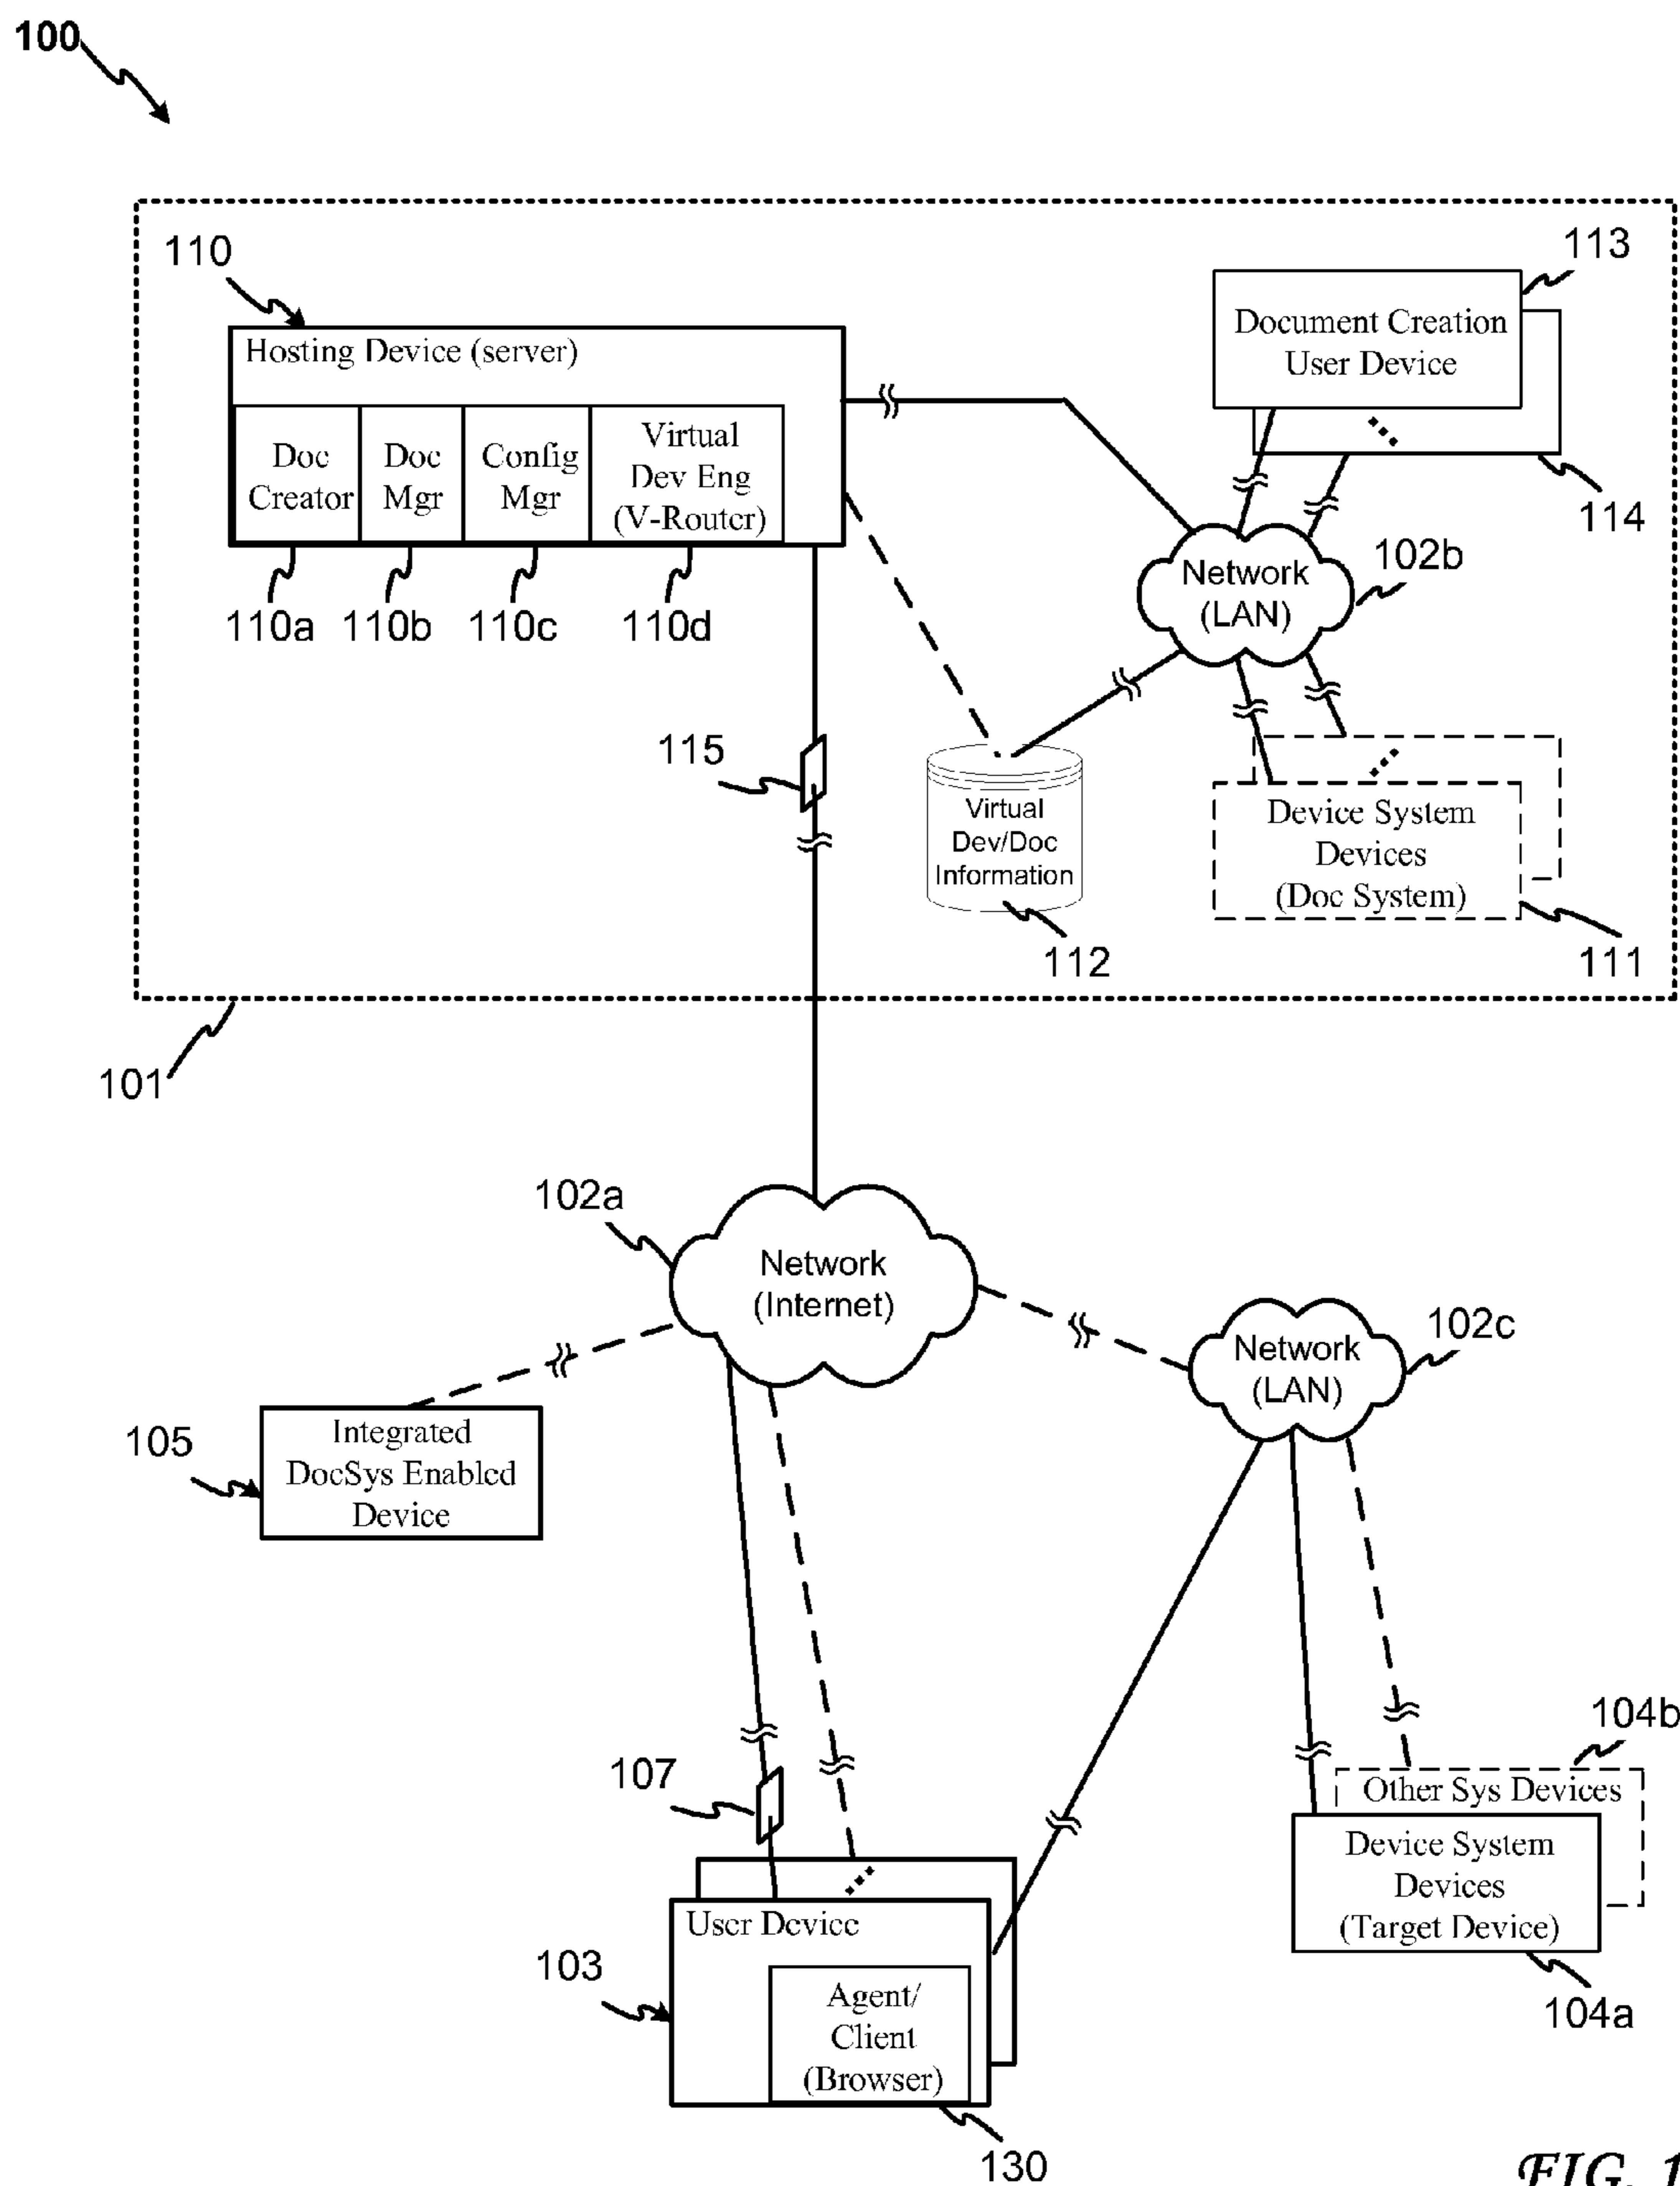 100
110
113
Hosting Device (server)
Document Creation
User Device
Doc
Creator
Doc
Mgr
Config
Mgr
Virtual
Dev Eng
(V-Router)
114
110a
110b
110c
110d
Network
(LAN)
102b
115
Virtual
Dev/Doc
Information
112
Device System
Devices
(Doc System)
111
101
102a
Network
(Internet)
Network
(LAN)
102c
105
Integrated
DocSys Enabled
Device
107
104b
Other Sys Devices
Device System
Devices
(Target Device)
104a
103
User Device
Agent/
Client
(Browser)
130
FIG. 1